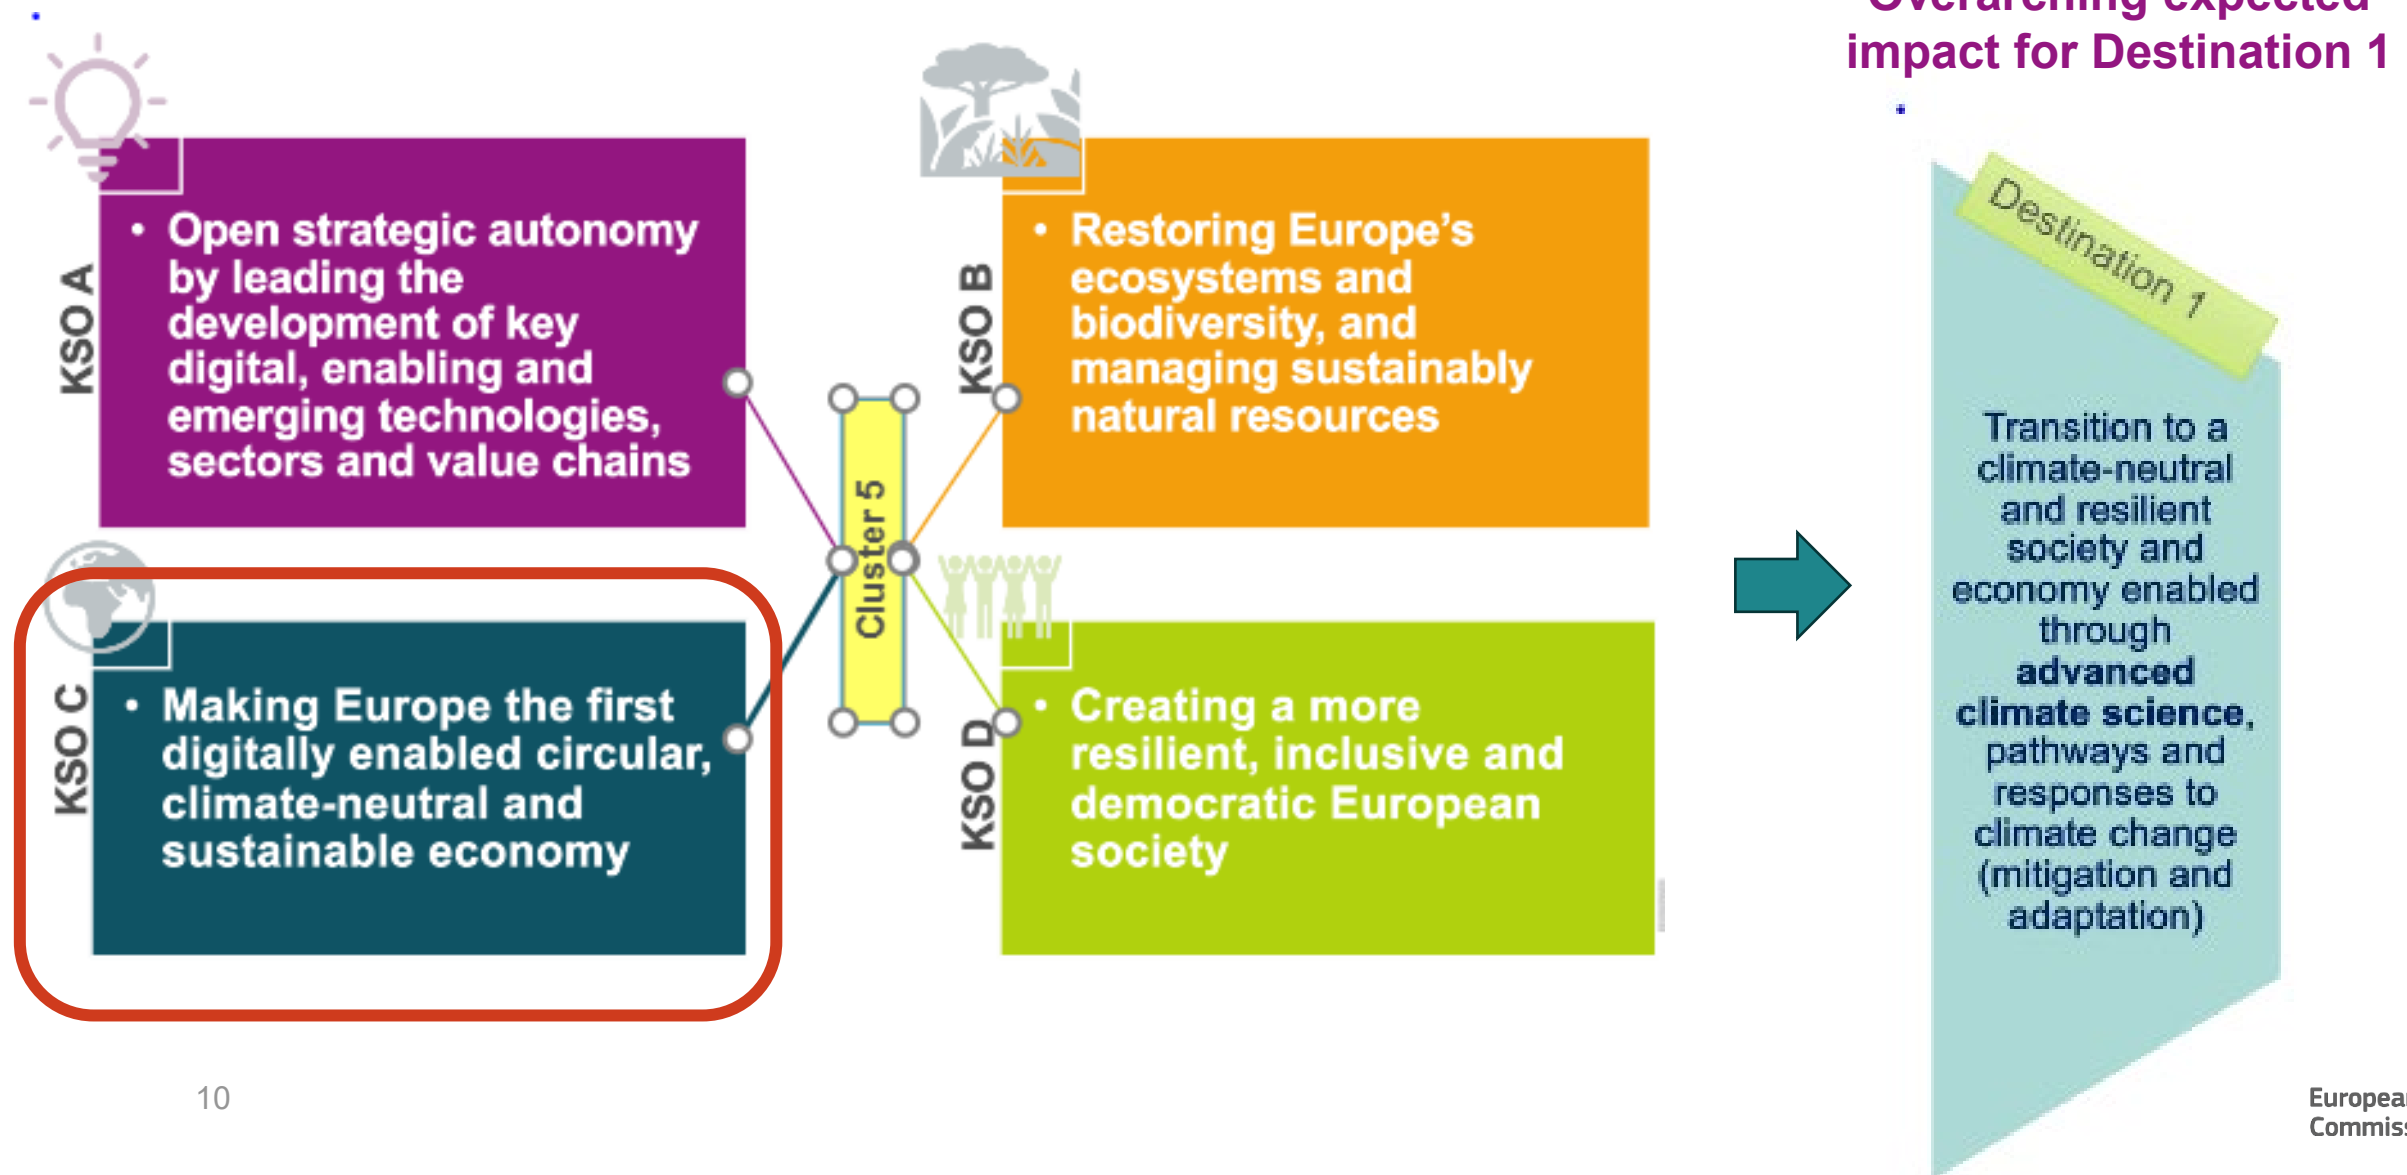 Overarching expected
impact for Destination 1
KSO A
• Open strategic autonomy
by leading the
development of key
digital, enabling and
emerging technologies,
sectors and value chains
KSO B
• Restoring Europe’s
ecosystems and
biodiversity, and
managing sustainably
natural resources
Cluster 5
KSO C
• Making Europe the first
digitally enabled circular,
climate-neutral and
sustainable economy
KSO D
• Creating a more
resilient, inclusive and
democratic European
society
Destination 1
Transition to a
climate-neutral
and resilient
society and
economy enabled
through
advanced
climate science,
pathways and
responses to
climate change
(mitigation and
adaptation)
10